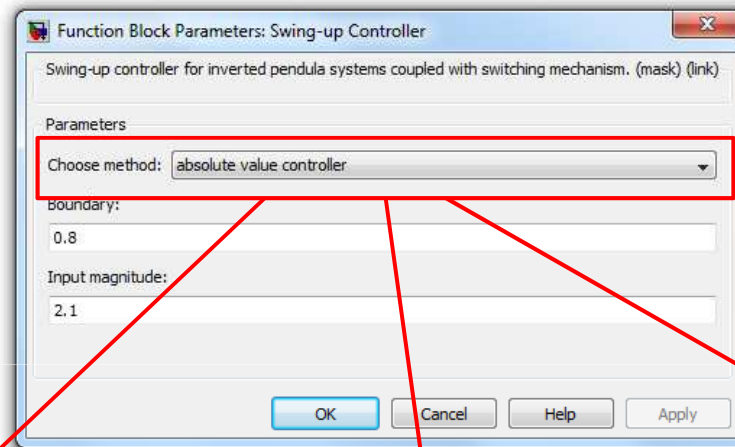 Function Block Parameters: Swing-up Controller
Swing-up controller for inverted pendula systems coupled with switching mechanism. (mask) (link)
Parameters
Choose method: absolute value controller
Boundary:
0.8
Input magnitude:
2.1
OK Cancel Help Apply